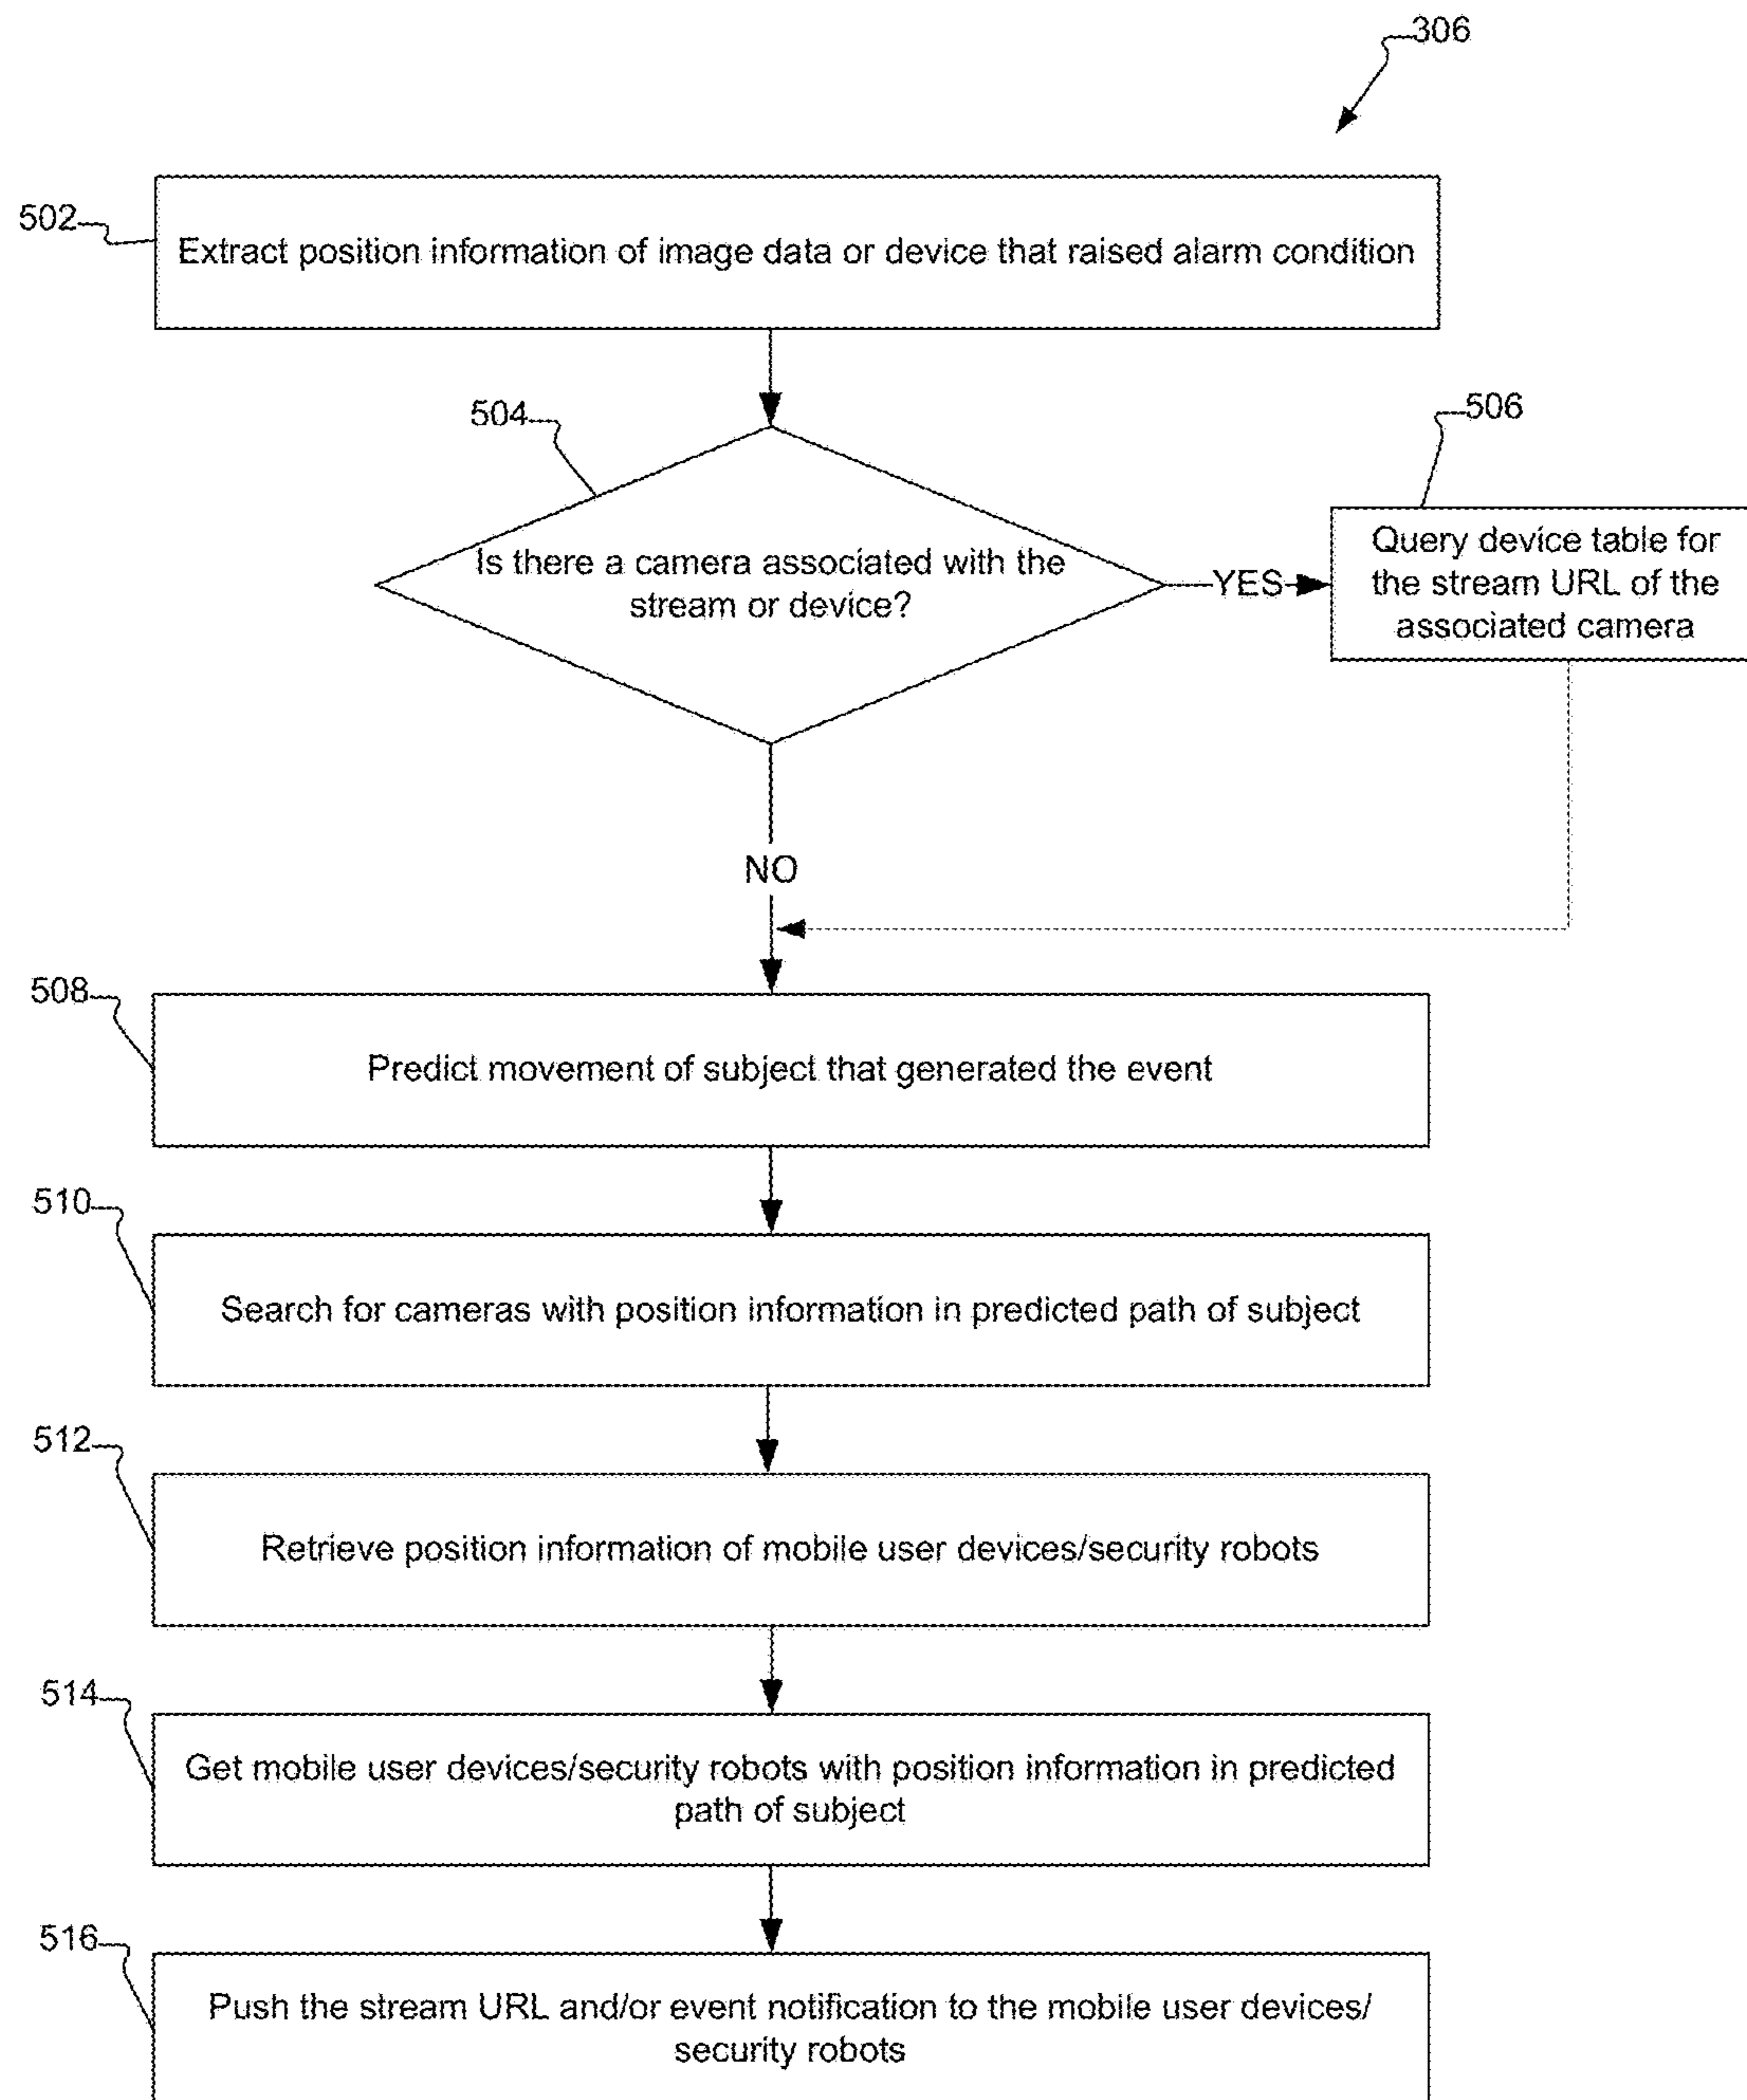 306
502
Extract position information of image data or device that raised alarm condition
504
506
Is there a camera associated with the
stream or device?
YES
Query device table for
the stream URL of the
associated camera
NO
508
Predict movement of subject that generated the event
510
Search for cameras with position information in predicted path of subject
512
Retrieve position information of mobile user devices/security robots
514
Get mobile user devices/security robots with position information in predicted
path of subject
516
Push the stream URL and/or event notification to the mobile user devices/
security robots